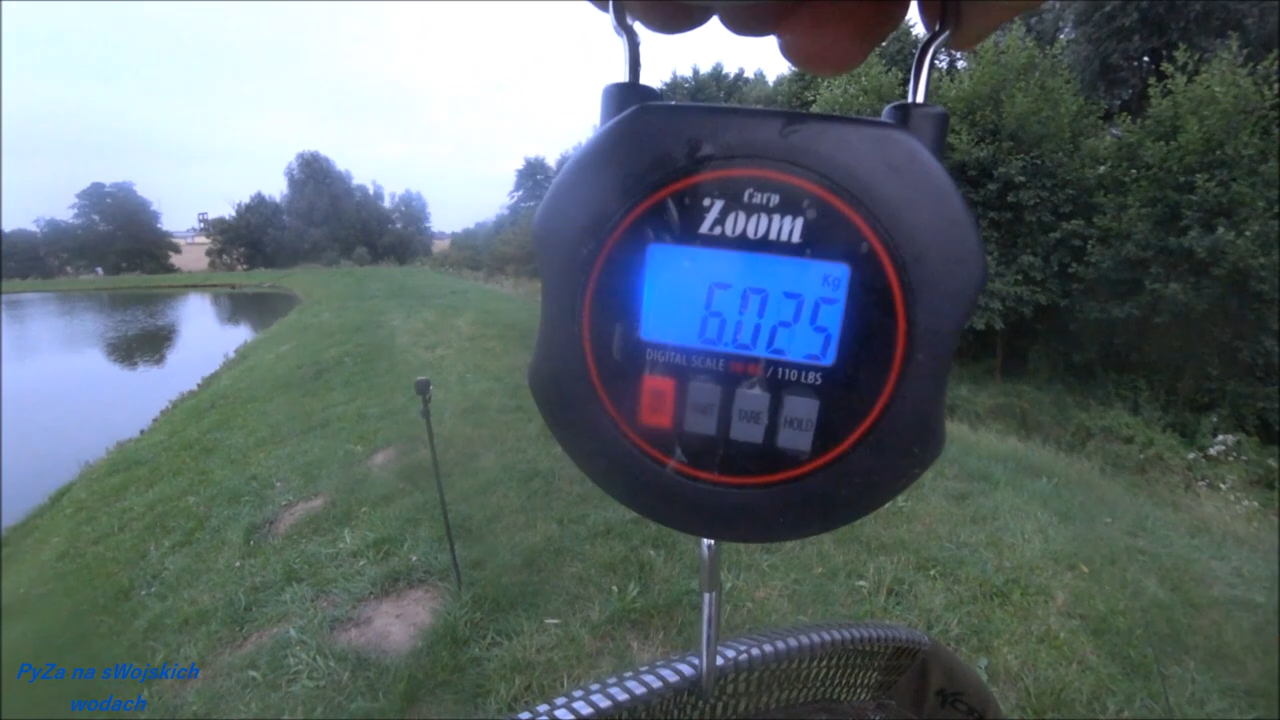 Carp
Zoom
Kg
6.025
DIGITAL SCALE / 110 LBS
TARE HOLD
PyZa na sWojskich
wodach